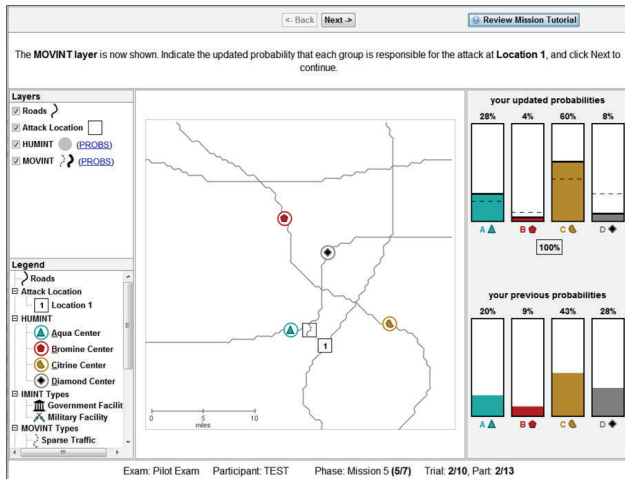 <- Back
Next ->
Review Mission Tutorial
The MOVINT layer is now shown. Indicate the updated probability that each group is responsible for the attack at Location 1, and click Next to
continue.
Layers
Roads
Attack Location
HUMINT (PROBS)
MOVINT (PROBS)
Legend
Roads
Attack Location
1 Location 1
HUMINT
Aqua Center
Bromine Center
Citrine Center
Diamond Center
IMINT Types
Government Facilit
Military Facility
MOVINT Types
Sparse Traffic
1
0 5 10
miles
your updated probabilities
28% 4% 60% 8%
A B C D
100%
your previous probabilities
20% 9% 43% 28%
A B C D
Exam: Pilot Exam Participant: TEST Phase: Mission 5 (5/7) Trial: 2/10, Part: 2/13